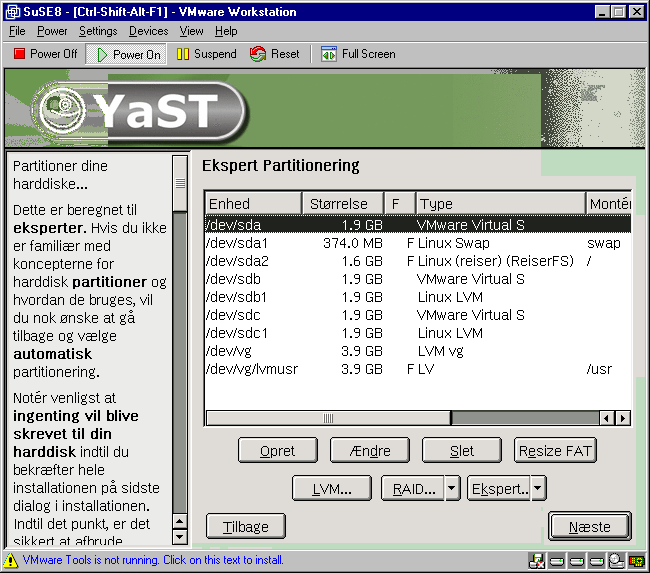 SuSE8 - [Ctrl-Shift-Alt-F1] - VMware Workstation
File Power Settings Devices View Help
Power Off Power On Suspend Reset Full Screen
YaST
Partitioner dine
harddiske...
Dette er beregnet til
eksperter. Hvis du ikke
er familiær med
koncepterne for
harddisk partitioner og
hvordan de bruges, vil
du nok ønske at gå
tilbage og vælge
automatisk
partitionering.
Notér venligst at
ingenting vil blive
skrevet til din
harddisk indtil du
bekræfter hele
installationen på sidste
dialog i installationen.
Indtil det punkt, er det
sikkert at afbryde
Ekspert Partitionering
Enhed Størrelse F Type Montér
/dev/sda 1.9 GB VMware Virtual S
/dev/sda1 374.0 MB F Linux Swap swap
/dev/sda2 1.6 GB F Linux (reiser) (ReiserFS) /
/dev/sdb 1.9 GB VMware Virtual S
/dev/sdb1 1.9 GB Linux LVM
/dev/sdc 1.9 GB VMware Virtual S
/dev/sdc1 1.9 GB Linux LVM
/dev/vg 3.9 GB LVM vg
/dev/vg/lvmusr 3.9 GB F LV /usr
Opret Ændre Slet Resize FAT
LVM... RAID... Ekspert..
Tilbage Næste
VMware Tools is not running. Click on this text to install.